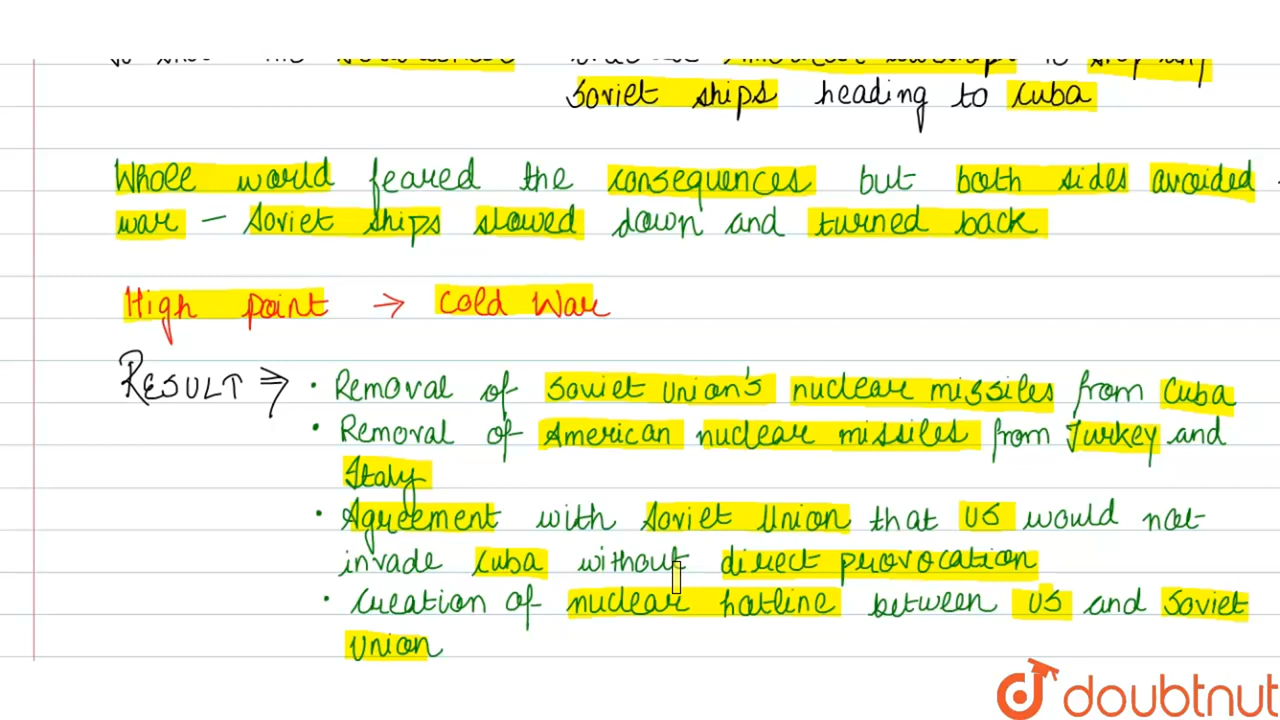 Soviet ships heading to Cuba
Whole world feared the consequences but both sides avoided
war – Soviet ships slowed down and turned back
High point → Cold War
RESULT ⇒ • Removal of Soviet Union's nuclear missiles from Cuba
• Removal of American nuclear missiles from Turkey and
Italy
• Agreement with Soviet Union that US would not
invade Cuba without direct provocation
• Creation of nuclear hotline between US and Soviet
Union
doubtnut